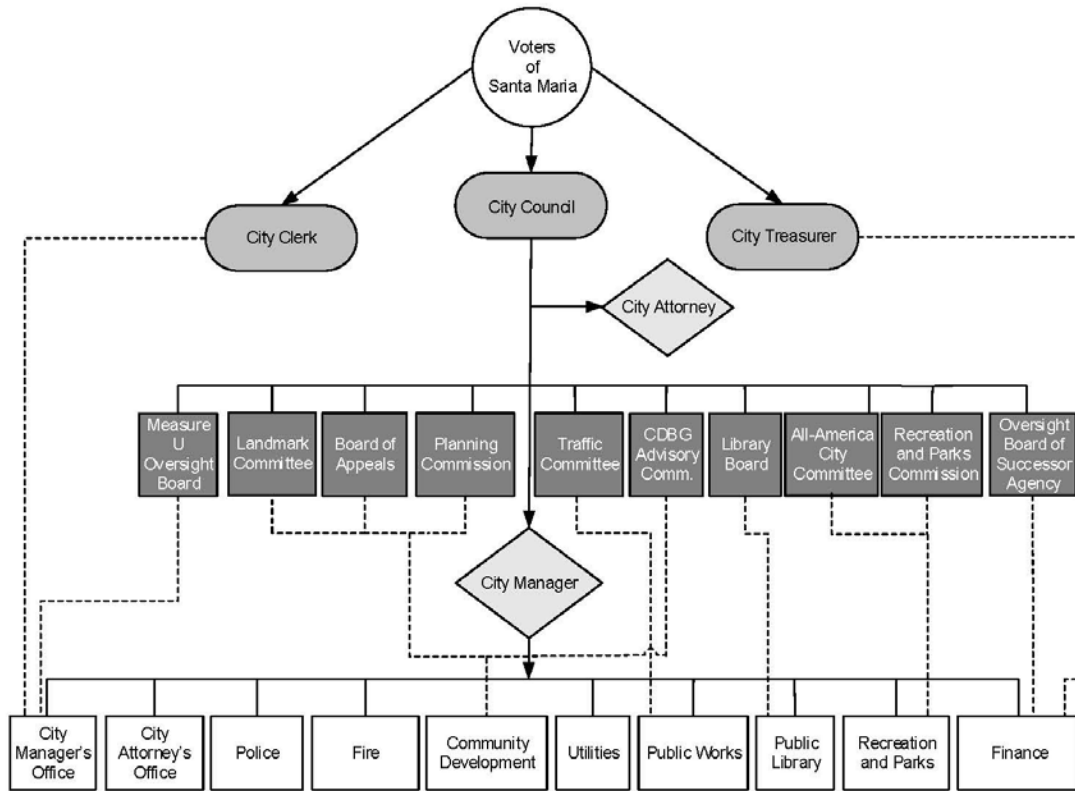 Voters
of
Santa Maria
City Clerk
City Council
City Treasurer
City Attorney
Measure
U
Oversight
Board
Landmark
Committee
Board of
Appeals
Planning
Commission
Traffic
Committee
CDBG
Advisory
Comm.
Library
Board
All-America
City
Committee
Recreation
and Parks
Commission
Oversight
Board of
Successor
Agency
City Manager
City
Manager's
Office
City
Attorney's
Office
Police
Fire
Community
Development
Utilities
Public Works
Public
Library
Recreation
and Parks
Finance